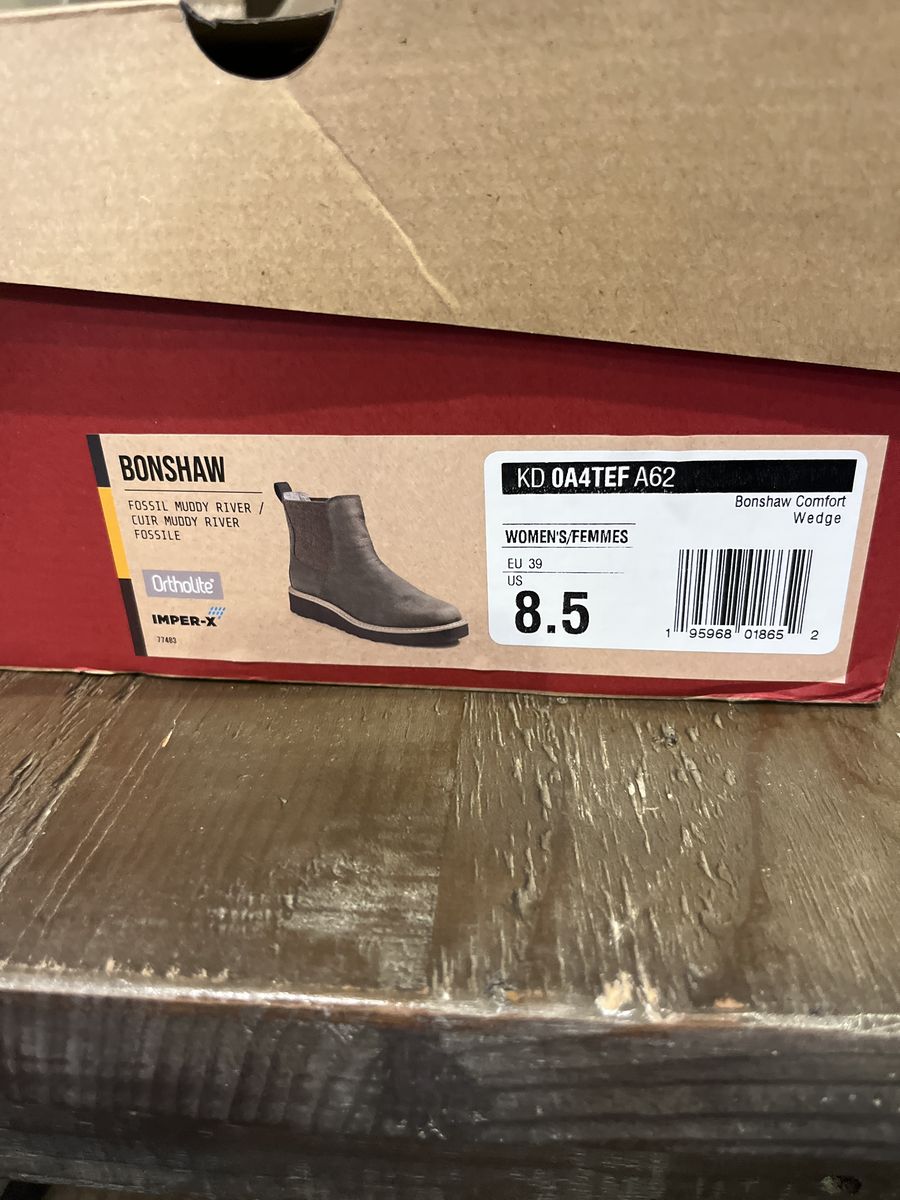 BONSHAW
FOSSIL MUDDY RIVER /
CUIR MUDDY RIVER
FOSSILE
OrthoLite
IMPER-X
77483
KD 0A4TEF A62
Bonshaw Comfort
Wedge
WOMEN'S/FEMMES
EU 39
US
8.5
1 95968 01865 2